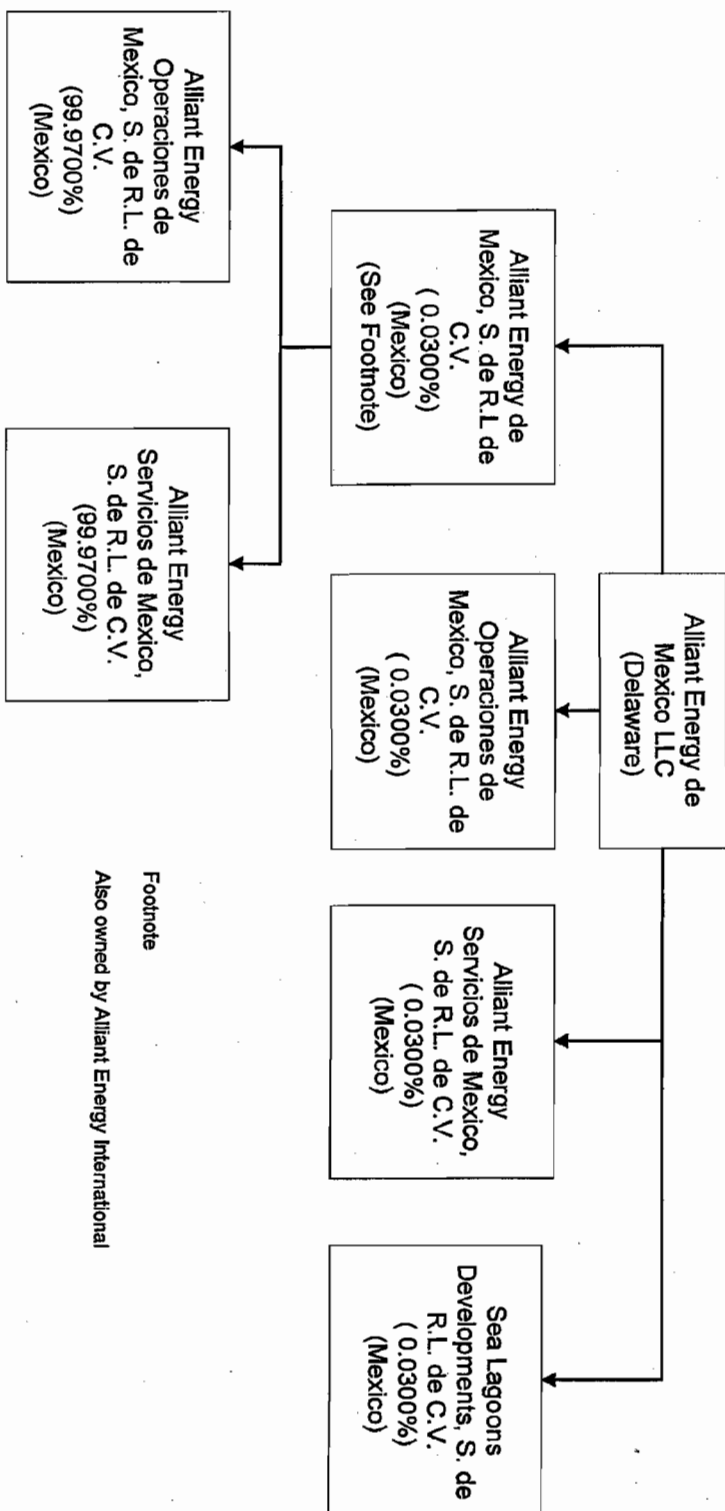 Alliant Energy de
Mexico LLC
(Delaware)
Alliant Energy de
Mexico, S. de R.L de
C.V.
( 0.0300%)
(Mexico)
(See Footnote)
Alliant Energy
Operaciones de
Mexico, S. de R.L. de
C.V.
( 0.0300%)
(Mexico)
Alliant Energy
Servicios de Mexico,
S. de R.L. de C.V.
( 0.0300%)
(Mexico)
Sea Lagoons
Developments, S. de
R.L. de C.V.
( 0.0300%)
(Mexico)
Alliant Energy
Operaciones de
Mexico, S. de R.L. de
C.V.
(99.9700%)
(Mexico)
Alliant Energy
Servicios de Mexico,
S. de R.L. de C.V.
(99.9700%)
(Mexico)
Footnote
Also owned by Alliant Energy International